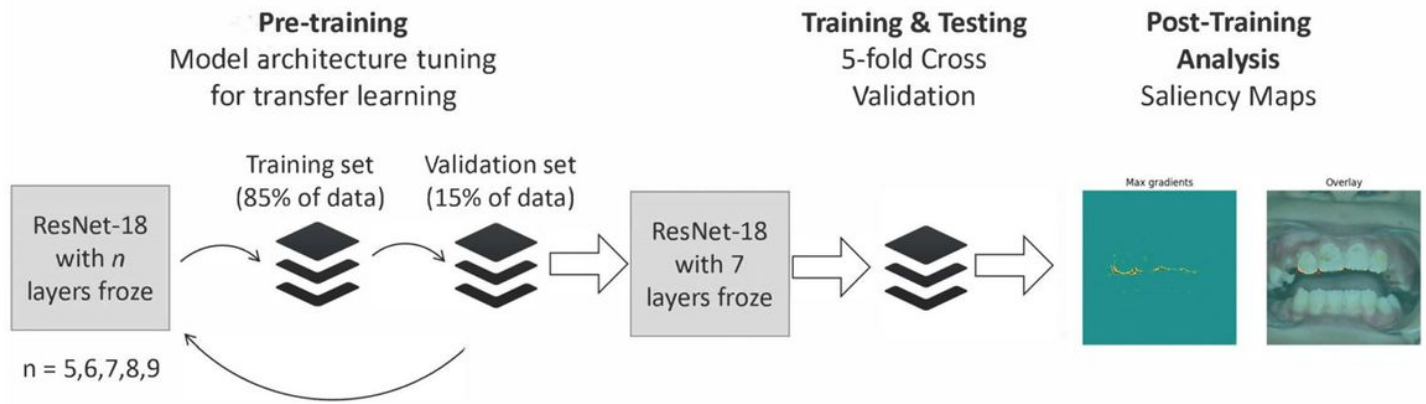 Pre-training
Model architecture tuning
for transfer learning
Training & Testing
5-fold Cross
Validation
Post-Training
Analysis
Saliency Maps
ResNet-18
with n
layers froze
n = 5,6,7,8,9
Training set
(85% of data)
Validation set
(15% of data)
ResNet-18
with 7
layers froze
Max gradients
Overlay